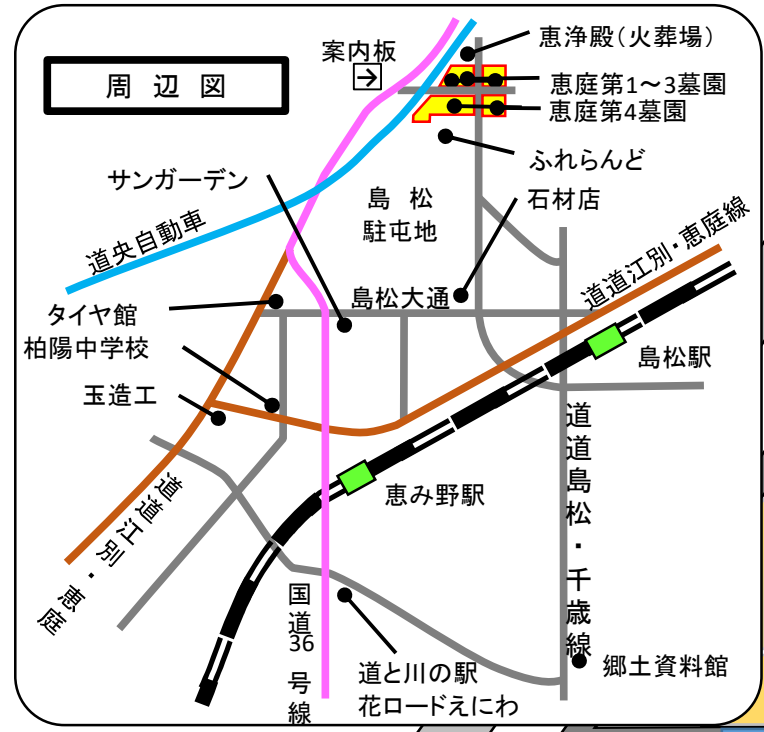 周辺図
案内板
恵浄殿（火葬場）
恵庭第1～3墓園
恵庭第4墓園
ふれらんど
サンガーデン
島松
駐屯地
石材店
道央自動車
道道江別・恵庭線
タイヤ館
島松大通
柏陽中学校
島松駅
玉造工
道道島松・千歳線
恵み野駅
道道江別・恵庭
国道36号線
道と川の駅
花ロードえにわ
郷土資料館